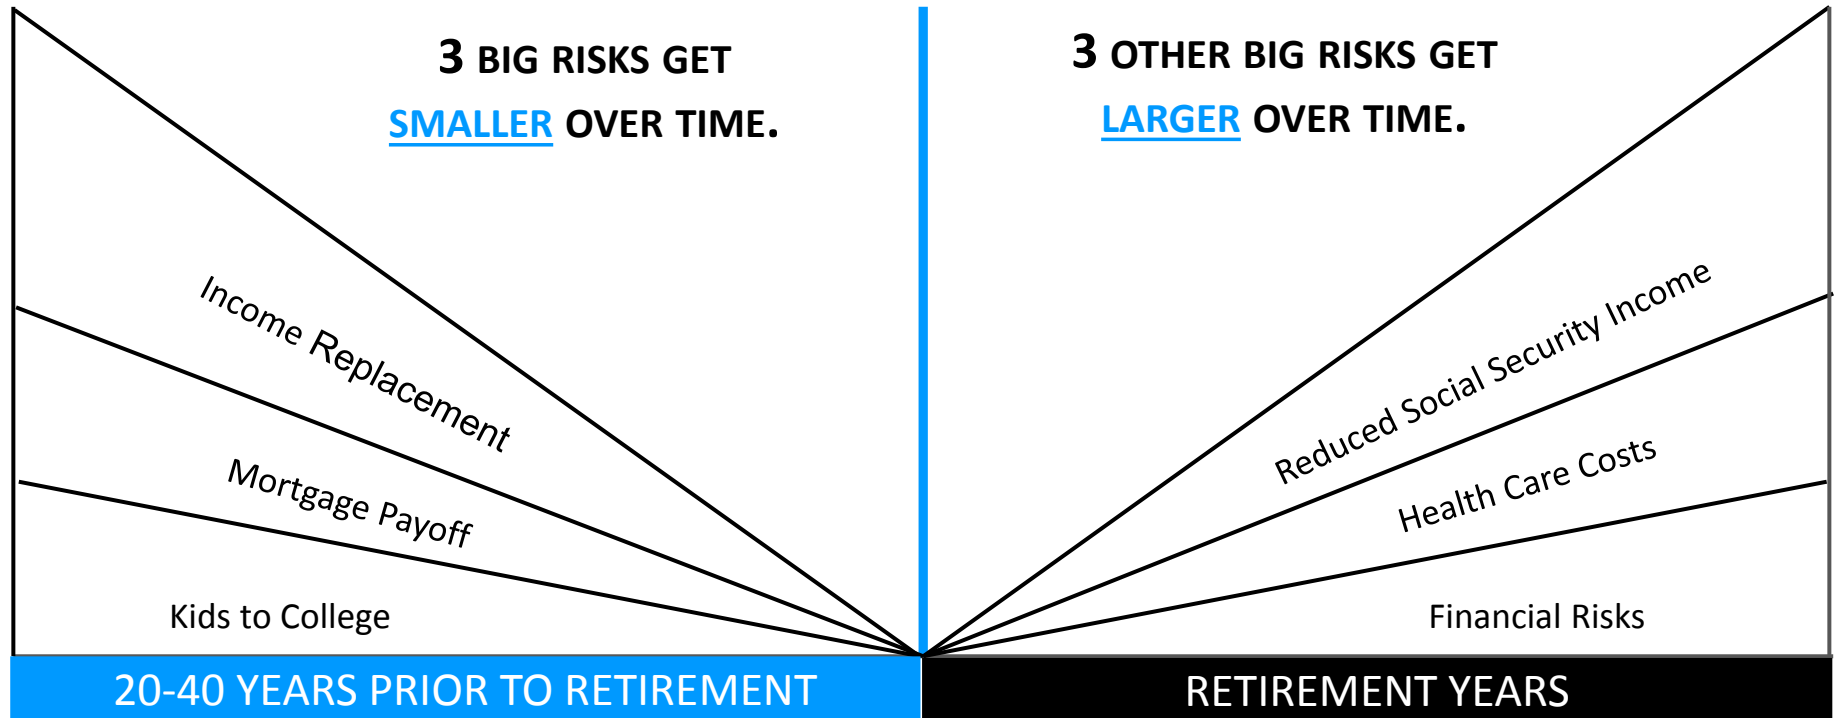 3 BIG RISKS GET
SMALLER OVER TIME.
Income Replacement
Mortgage Payoff
Kids to College
20-40 YEARS PRIOR TO RETIREMENT
3 OTHER BIG RISKS GET
LARGER OVER TIME.
Reduced Social Security Income
Health Care Costs
Financial Risks
RETIREMENT YEARS